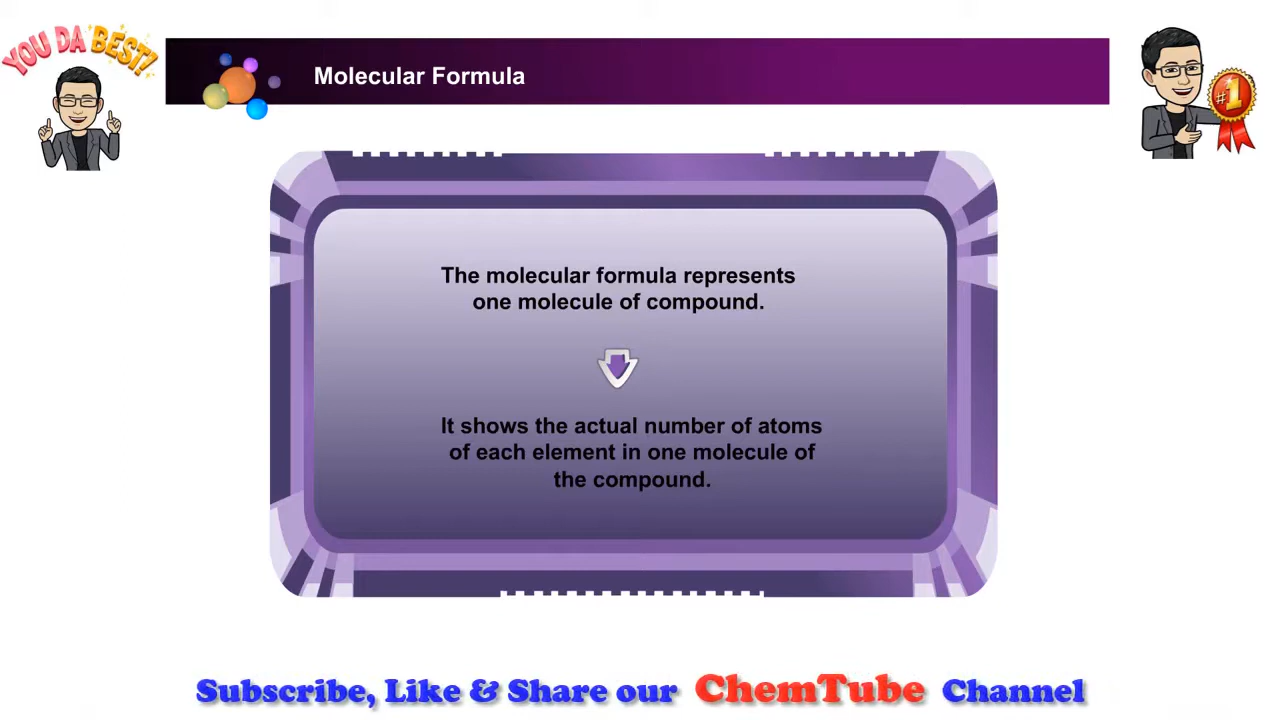 YOU DA BEST!
Molecular Formula
#1
The molecular formula represents
one molecule of compound.
It shows the actual number of atoms
of each element in one molecule of
the compound.
Subscribe, Like & Share our ChemTube Channel